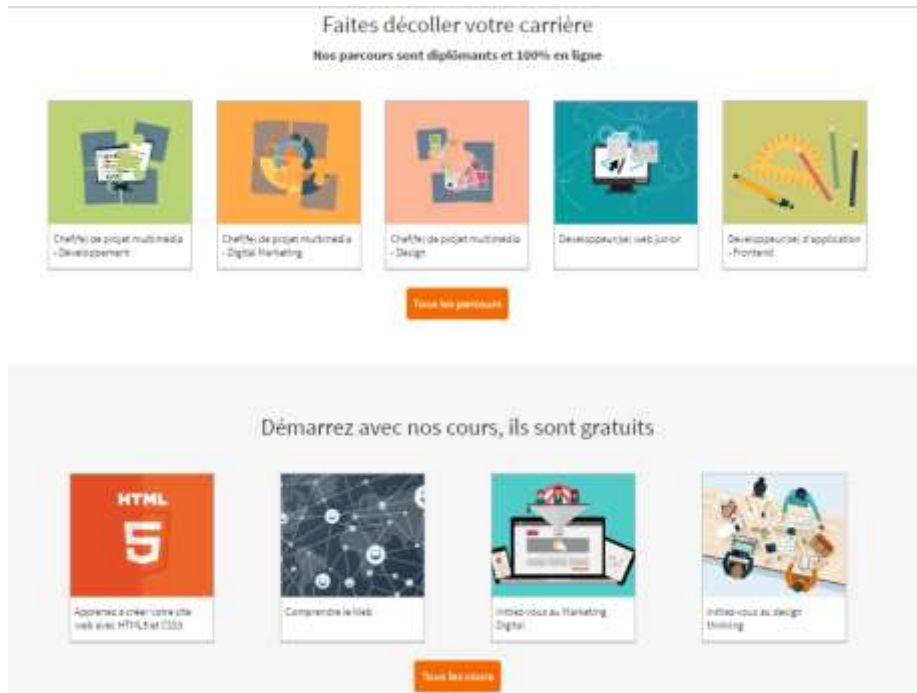 Faites décoller votre carrière
Nos parcours sont diplômants et 100% en ligne
Chef(fe) de projet multimédia
- Développement
Chef(fe) de projet multimédia
- Digital Marketing
Chef(fe) de projet multimédia
- Design
Développeur(se) web junior
Développeur(se) d'application
- Frontend
Tous les parcours
Démarrez avec nos cours, ils sont gratuits
HTML
5
Apprenez à créer votre site
web avec HTML5 et CSS3
Comprendre le Web
Initiez-vous au Marketing
Digital
Initiez-vous au design
thinking
Tous les cours